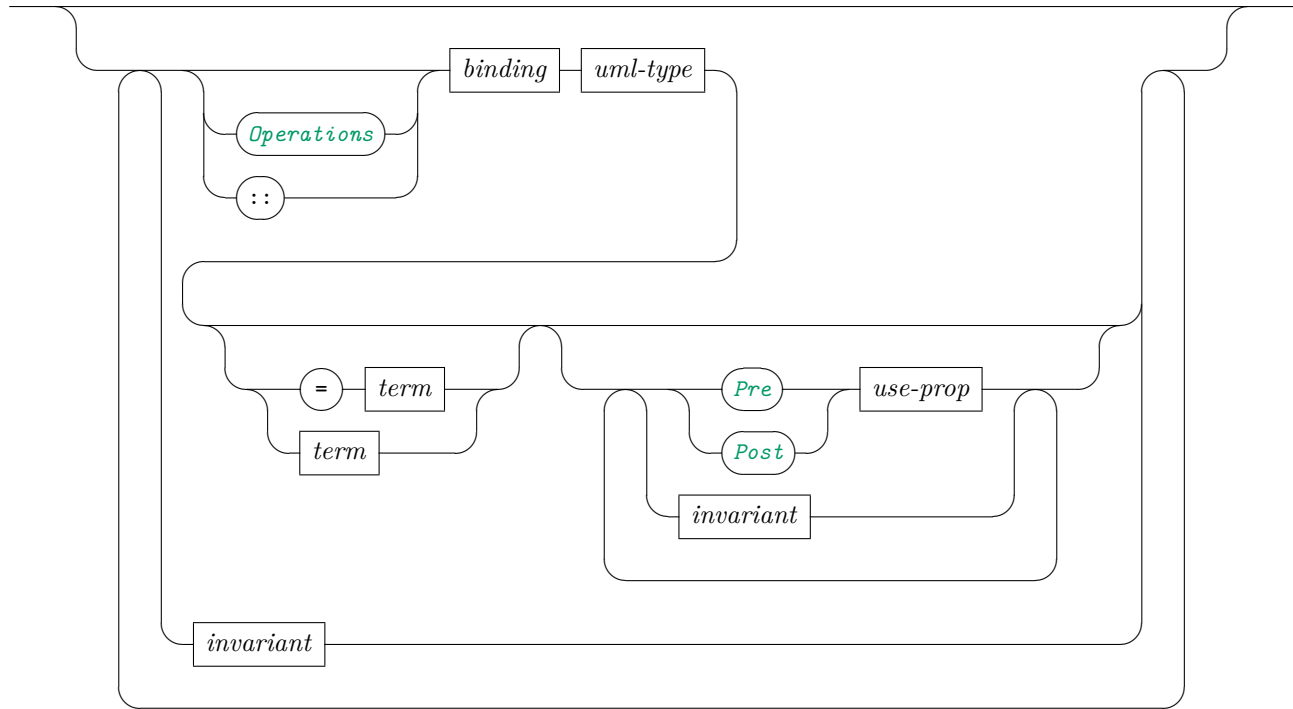 binding uml-type
Operations
::
= term Pre use-prop
term Post
invariant
invariant